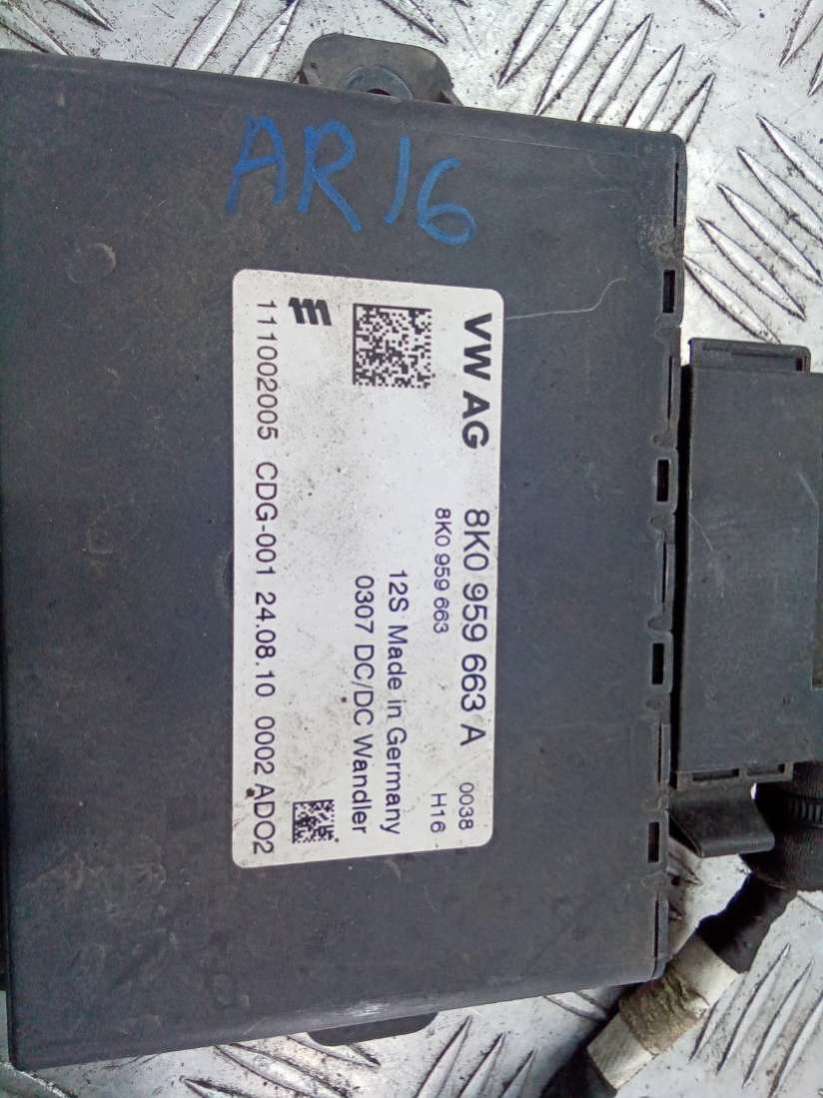 AR16
VW AG 8K0 959 663 A 0038
8K0 959 663 H16
12S Made in Germany
0307 DC/DC Wandler
111002005 CDG-001 24.08.10 0002 ADO2